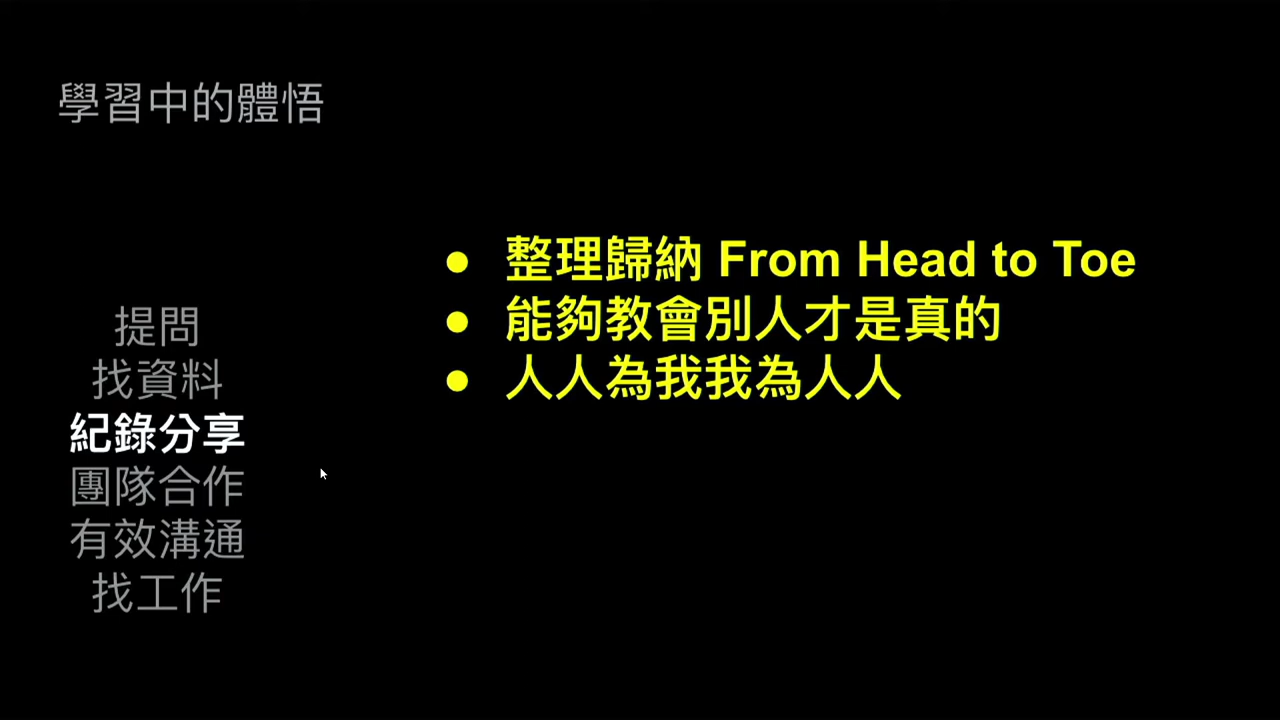 學習中的體悟
提問
找資料
紀錄分享
團隊合作
有效溝通
找工作
整理歸納 From Head to Toe
能夠教會別人才是真的
人人為我我為人人